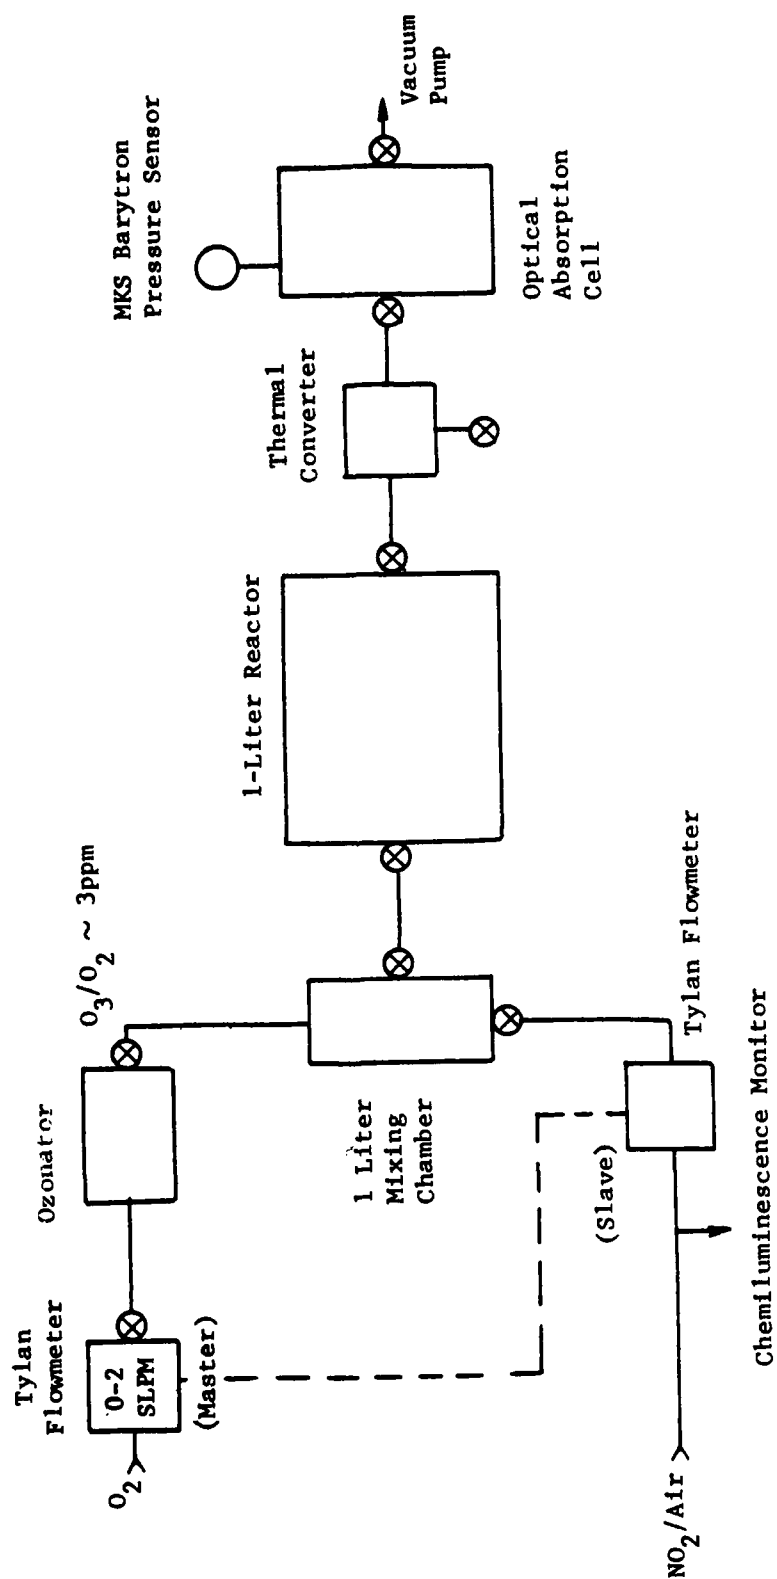 O2
Tylan
Flowmeter
0-2
SLPM
(Master)
Ozonator
O3/O2 ~ 3ppm
NO2/Air
Chemiluminescence Monitor
(Slave)
Tylan Flowmeter
1 Liter
Mixing
Chamber
1-Liter Reactor
Thermal
Converter
MKS Barytron
Pressure Sensor
Optical
Absorption
Cell
Vacuum
Pump